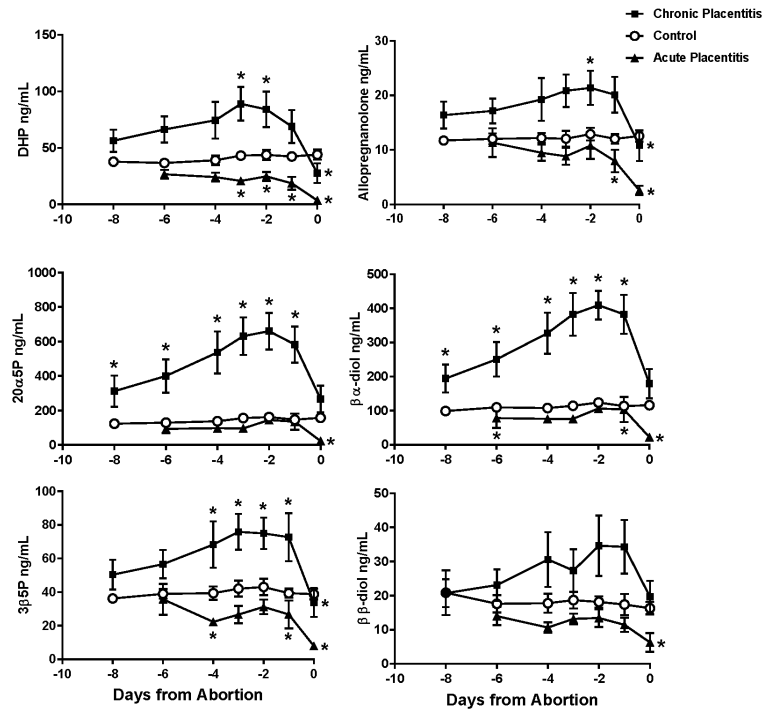 Chronic Placentitis
Control
Acute Placentitis
DHP ng/mL
150
100
50
0
-10 -8 -6 -4 -2 0
* * * * * * *
Allopregnanolone ng/mL
30
20
10
0
-10 -8 -6 -4 -2 0
* * * *
20α5P ng/mL
1000
800
600
400
200
0
-10 -8 -6 -4 -2 0
* * * * * * *
βα-diol ng/mL
500
400
300
200
100
0
-10 -8 -6 -4 -2 0
* * * * * * * * *
3β5P ng/mL
100
80
60
40
20
0
-10 -8 -6 -4 -2 0
* * * * * * * *
Days from Abortion
ββ-diol ng/mL
50
40
30
20
10
0
-10 -8 -6 -4 -2 0
*
Days from Abortion